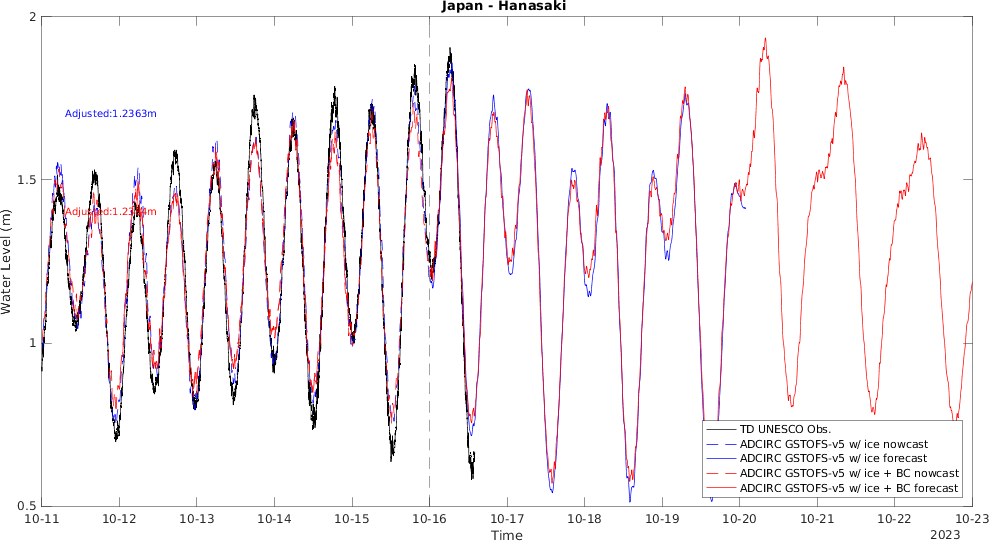 Japan - Hanasaki
Water Level (m)
2
1.5
1
0.5
Adjusted:1.2363m
TD UNESCO Obs.
ADCIRC GSTOFS-v5 w/ ice nowcast
ADCIRC GSTOFS-v5 w/ ice forecast
ADCIRC GSTOFS-v5 w/ ice + BC nowcast
ADCIRC GSTOFS-v5 w/ ice + BC forecast
10-11 10-12 10-13 10-14 10-15 10-16 10-17 10-18 10-19 10-20 10-21 10-22 10-23
Time
2023